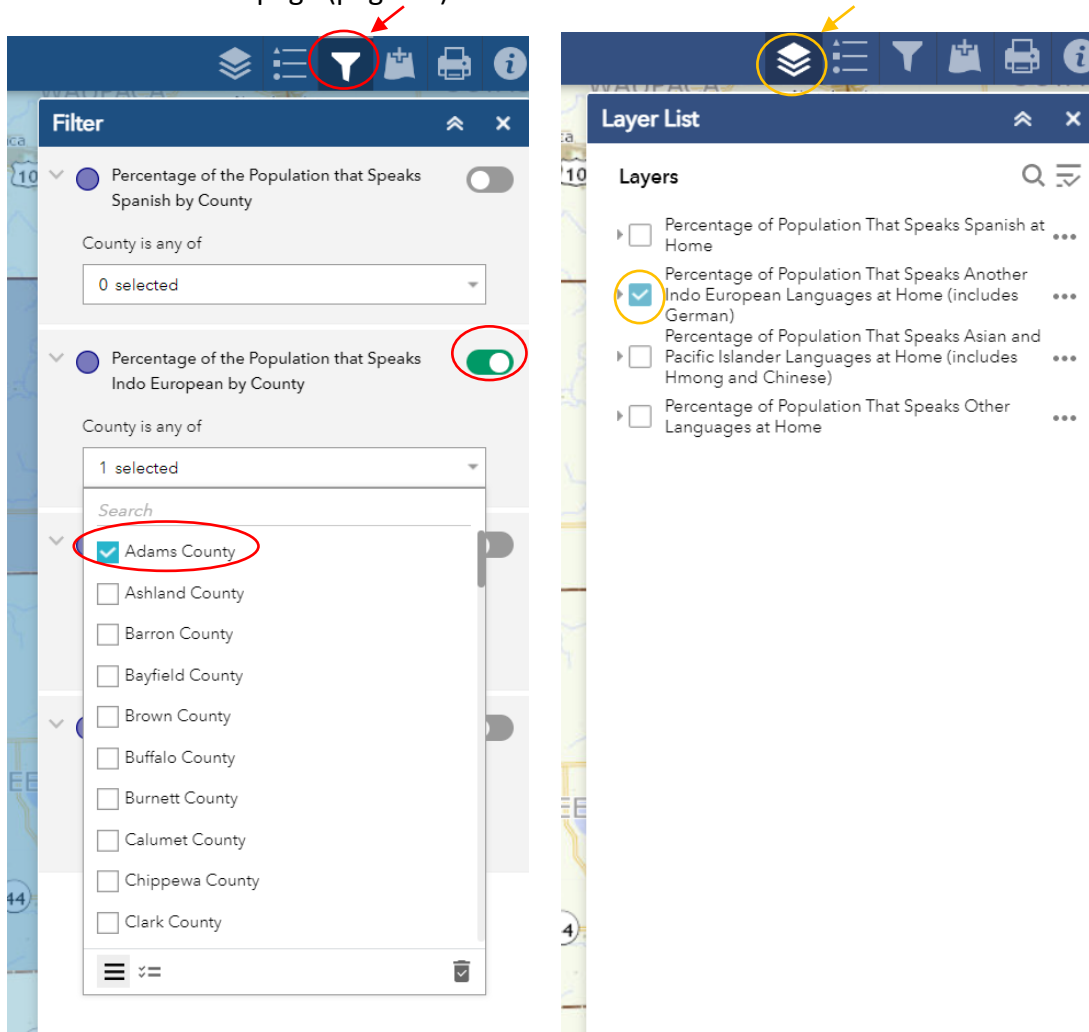 Filter
Percentage of the Population that Speaks
Spanish by County
County is any of
0 selected
Percentage of the Population that Speaks
Indo European by County
County is any of
1 selected
Search
Adams County
Ashland County
Barron County
Bayfield County
Brown County
Buffalo County
Burnett County
Calumet County
Chippewa County
Clark County
10
44
EE
Layer List
Layers
Percentage of Population That Speaks Spanish at
Home
Percentage of Population That Speaks Another
Indo European Languages at Home (includes
German)
Percentage of Population That Speaks Asian and
Pacific Islander Languages at Home (includes
Hmong and Chinese)
Percentage of Population That Speaks Other
Languages at Home
10
4